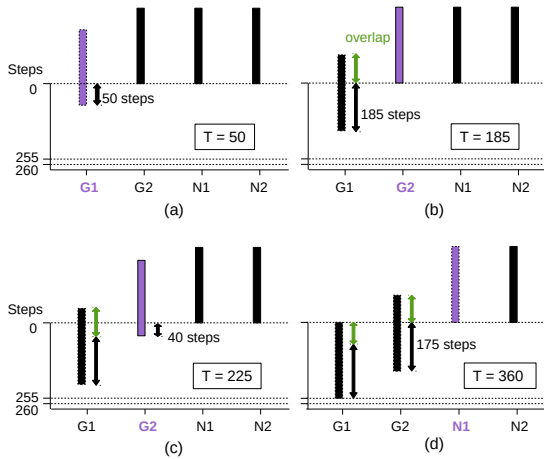 overlap
Steps
0
50 steps
185 steps
T = 50
T = 185
255
260
G1 G2 N1 N2
G1 G2 N1 N2
(a)
(b)
Steps
0
40 steps
175 steps
T = 225
T = 360
255
260
G1 G2 N1 N2
G1 G2 N1 N2
(c)
(d)